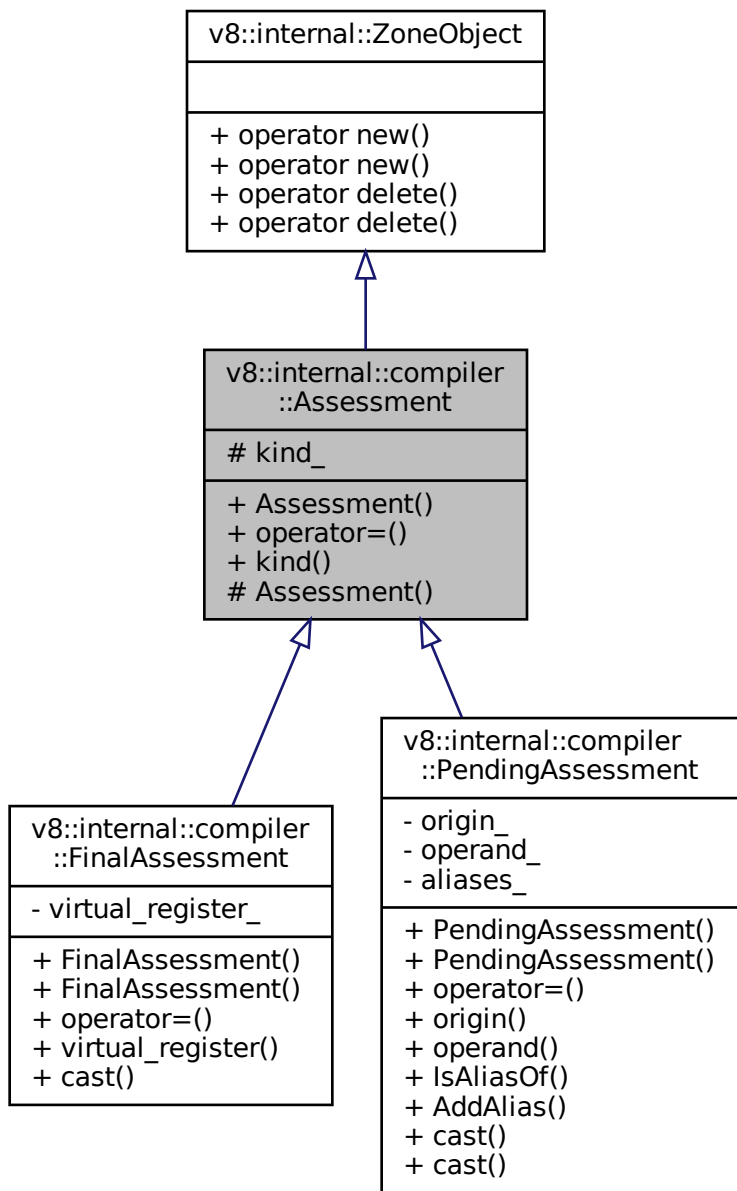 v8::internal::ZoneObject
+ operator new()
+ operator new()
+ operator delete()
+ operator delete()
v8::internal::compiler
::Assessment
# kind_
+ Assessment()
+ operator=()
+ kind()
# Assessment()
v8::internal::compiler
::FinalAssessment
- virtual_register_
+ FinalAssessment()
+ FinalAssessment()
+ operator=()
+ virtual_register()
+ cast()
v8::internal::compiler
::PendingAssessment
- origin_
- operand_
- aliases_
+ PendingAssessment()
+ PendingAssessment()
+ operator=()
+ origin()
+ operand()
+ IsAliasOf()
+ AddAlias()
+ cast()
+ cast()